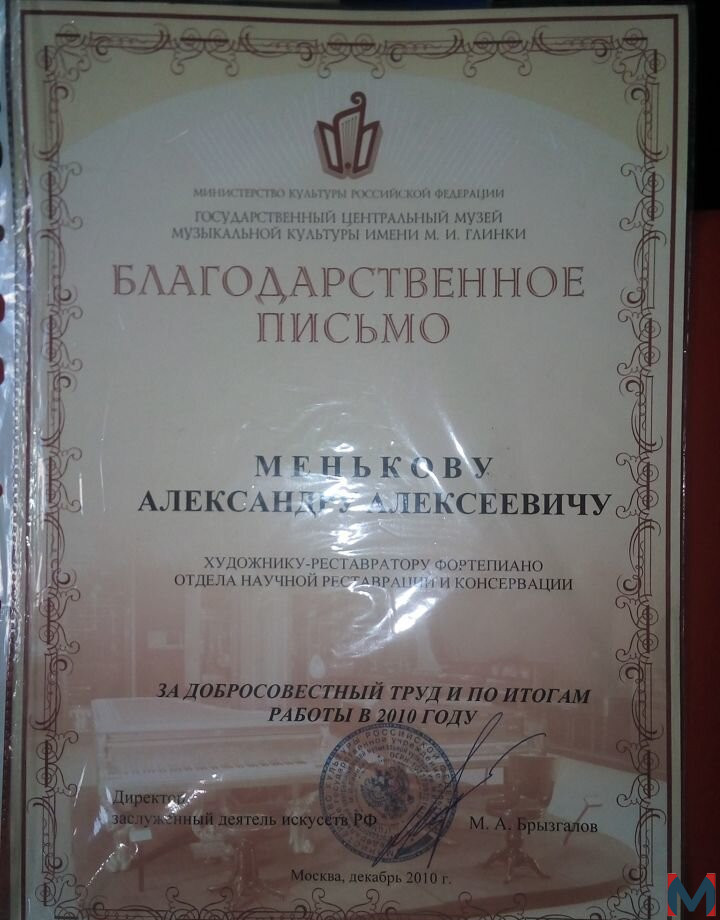 МИНИСТЕРСТВО КУЛЬТУРЫ РОССИЙСКОЙ ФЕДЕРАЦИИ
ГОСУДАРСТВЕННЫЙ ЦЕНТРАЛЬНЫЙ МУЗЕЙ
МУЗЫКАЛЬНОЙ КУЛЬТУРЫ ИМЕНИ М. И. ГЛИНКИ
БЛАГОДАРСТВЕННОЕ
ПИСЬМО
МЕНЬКОВУ
АЛЕКСАНДРУ АЛЕКСЕЕВИЧУ
ХУДОЖНИКУ-РЕСТАВРАТОРУ ФОРТЕПИАНО
ОТДЕЛА НАУЧНОЙ РЕСТАВРАЦИИ И КОНСЕРВАЦИИ
ЗА ДОБРОСОВЕСТНЫЙ ТРУД И ПО ИТОГАМ
РАБОТЫ В 2010 ГОДУ
Директор,
заслуженный деятель искусств РФ
М. А. Брызгалов
Москва, декабрь 2010 г.
M